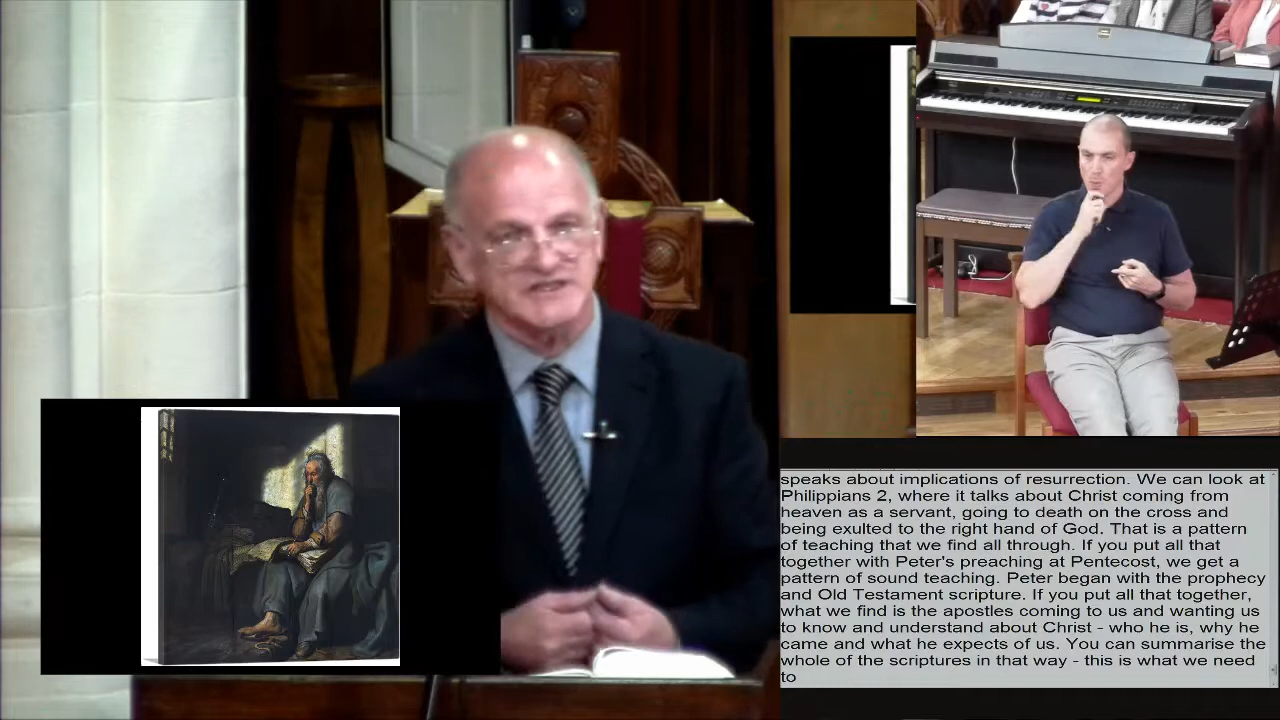 speaks about implications of resurrection. We can look at
Philippians 2, where it talks about Christ coming from
heaven as a servant, going to death on the cross and
being exulted to the right hand of God. That is a pattern
of teaching that we find all through. If you put all that
together with Peter's preaching at Pentecost, we get a
pattern of sound teaching. Peter began with the prophecy
and Old Testament scripture. If you put all that together,
what we find is the apostles coming to us and wanting us
to know and understand about Christ - who he is, why he
came and what he expects of us. You can summarise the
whole of the scriptures in that way - this is what we need
to